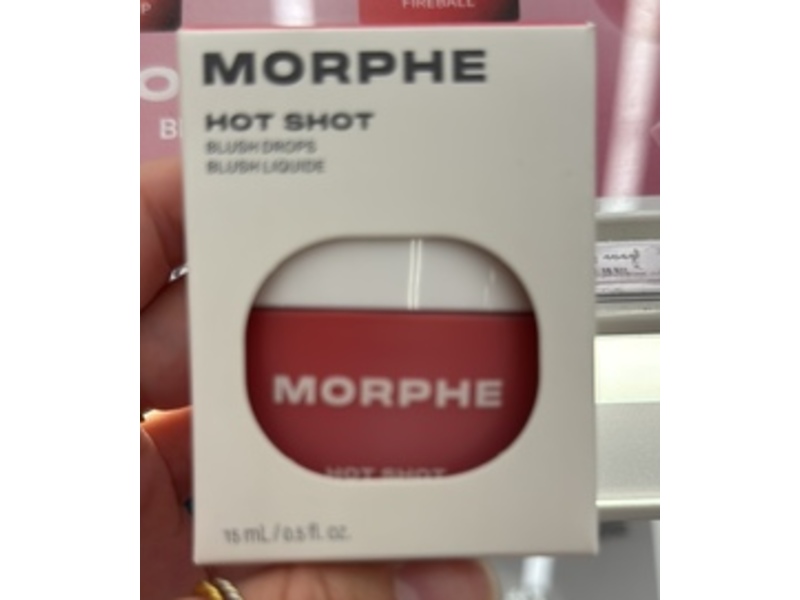 FIREBALL
MORPHE
HOT SHOT
BLUSH DROPS
BLUSH LIQUIDE
MORPHE
HOT SHOT
15 mL / 0.5 fl. oz.